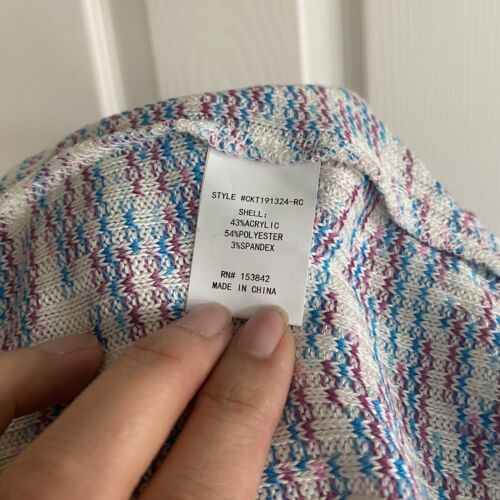 STYLE #CKT191324-RC
SHELL:
43%ACRYLIC
54%POLYESTER
3%SPANDEX
RN# 153842
MADE IN CHINA